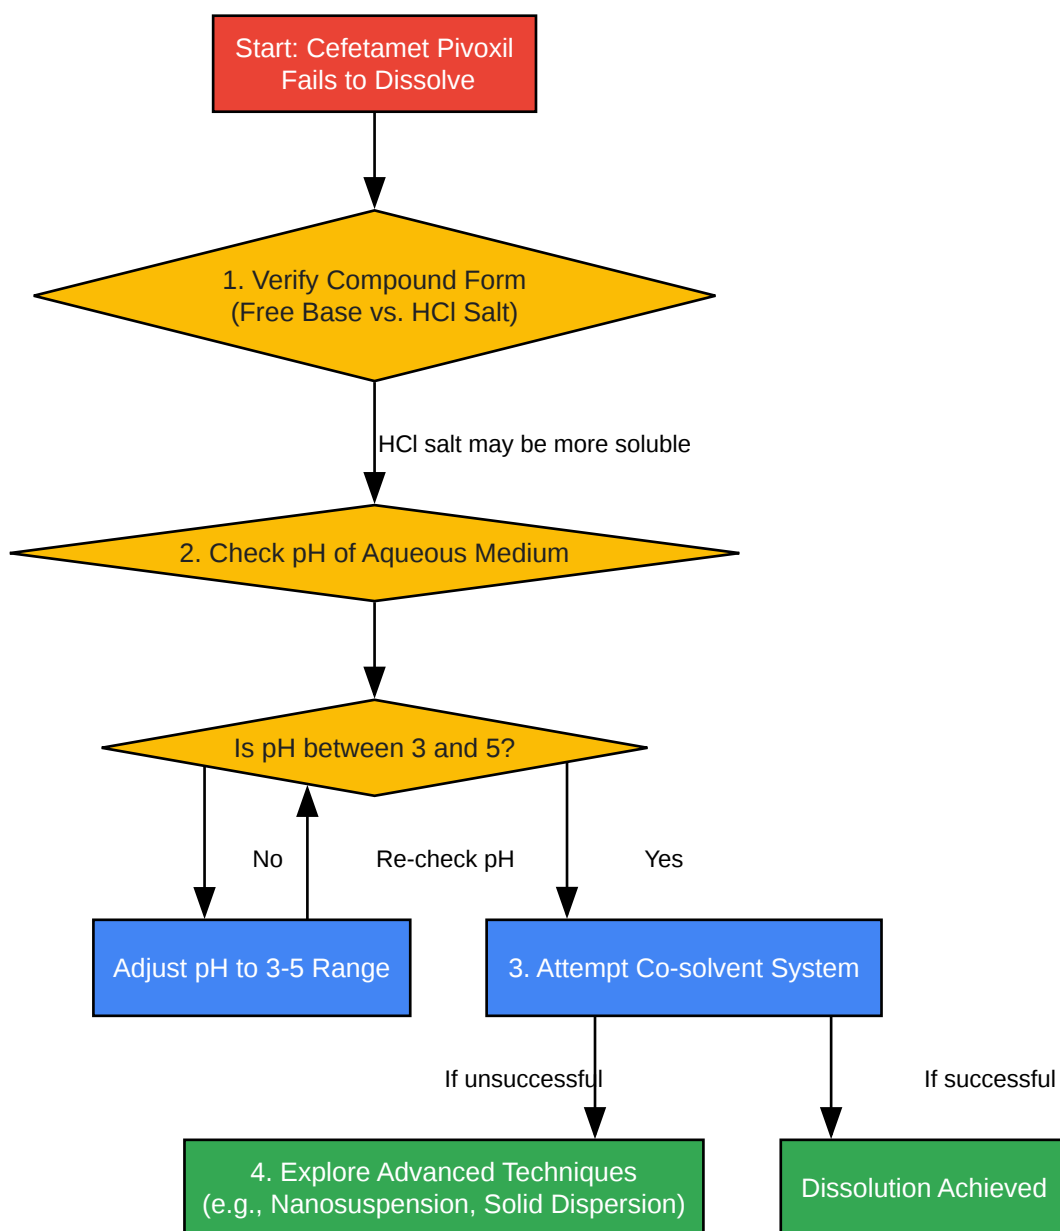 Start: Cefetamet Pivoxil
Fails to Dissolve
1. Verify Compound Form
(Free Base vs. HCl Salt)
HCl salt may be more soluble
2. Check pH of Aqueous Medium
Is pH between 3 and 5?
No
Re-check pH
Yes
Adjust pH to 3-5 Range
3. Attempt Co-solvent System
If unsuccessful
If successful
4. Explore Advanced Techniques
(e.g., Nanosuspension, Solid Dispersion)
Dissolution Achieved